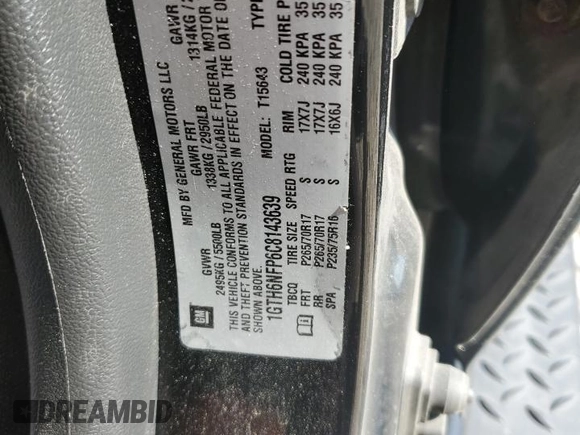 MFD BY GENERAL MOTORS LLC
GVWR GAWR FRT GAWR
2495KG / 5500LB 1338KG / 2950LB 1314KG /
THIS VEHICLE CONFORMS TO ALL APPLICABLE FEDERAL MOTOR
AND THEFT PREVENTION STANDARDS IN EFFECT ON THE DATE OF
SHOWN ABOVE.
GM
1GTH6NFP6C8143639 MODEL: T15643 TYPE
TBCQ TIRE SIZE SPEED RTG RIM COLD TIRE P
FRT P265/70R17 S 17X7J 240 KPA 35
RR P265/70R17 S 17X7J 240 KPA 35
SPA P235/75R16 S 16X6J 240 KPA 35
DREAMBID